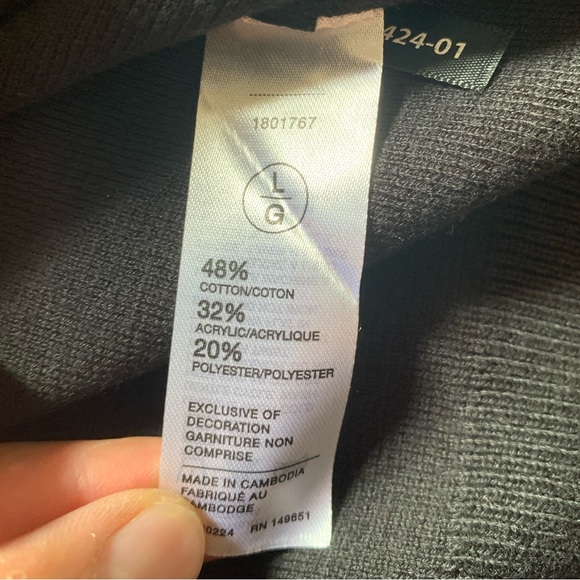 424-01
1801767
L
G
48%
COTTON/COTON
32%
ACRYLIC/ACRYLIQUE
20%
POLYESTER/POLYESTER
EXCLUSIVE OF
DECORATION
GARNITURE NON
COMPRISE
MADE IN CAMBODIA
FABRIQUÉ AU
CAMBODGE
0224 RN 149651